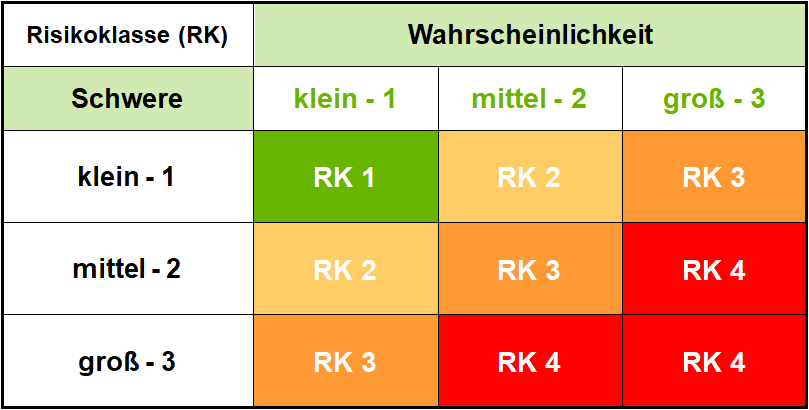 Risikoklasse (RK) Wahrscheinlichkeit
Schwere klein - 1 mittel - 2 groß - 3
klein - 1 RK 1 RK 2 RK 3
mittel - 2 RK 2 RK 3 RK 4
groß - 3 RK 3 RK 4 RK 4